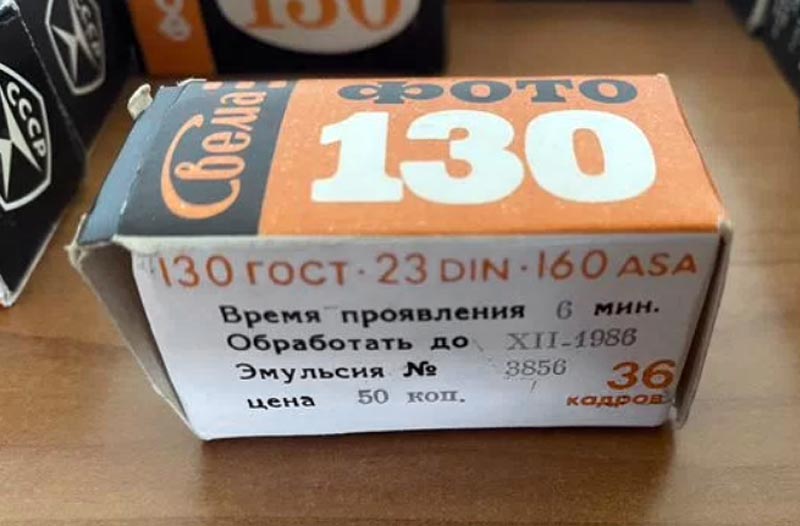 130
СССР
СССР
Свема
ФОТО
130
130 ГОСТ · 23 DIN · 160 ASA
Время проявления 6 мин.
Обработать до XII-1986
Эмульсия № 3856
цена 50 коп.
36
кадров